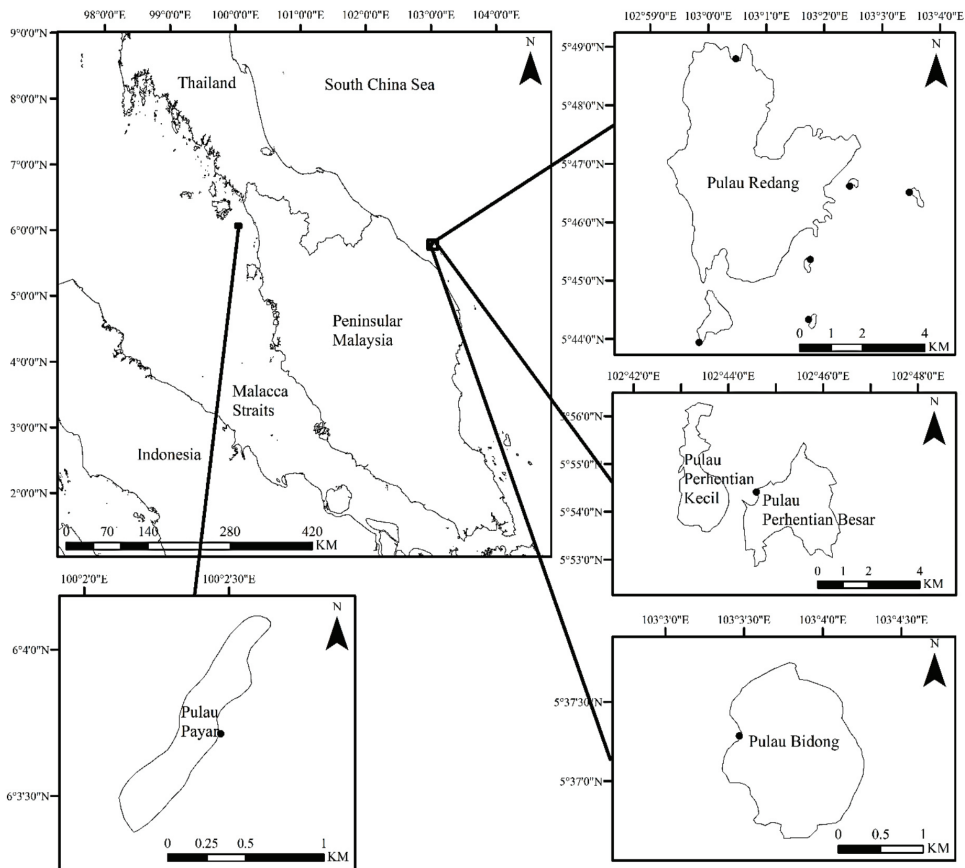 98°0'0"E 99°0'0"E 100°0'0"E 101°0'0"E 102°0'0"E 103°0'0"E 104°0'0"E
9°0'0"N
8°0'0"N
7°0'0"N
6°0'0"N
5°0'0"N
4°0'0"N
3°0'0"N
2°0'0"N
N
Thailand
South China Sea
Peninsular
Malaysia
Malacca
Straits
Indonesia
0 70 140 280 420
KM
102°59'0"E 103°0'0"E 103°1'0"E 103°2'0"E 103°3'0"E 103°4'0"E
5°49'0"N
5°48'0"N
5°47'0"N
5°46'0"N
5°45'0"N
5°44'0"N
N
Pulau Redang
0 1 2 4
KM
102°42'0"E 102°44'0"E 102°46'0"E 102°48'0"E
5°56'0"N
5°55'0"N
5°54'0"N
5°53'0"N
N
Pulau
Perhentian
Kecil
Pulau
Perhentian Besar
0 1 2 4
KM
100°2'0"E 100°2'30"E
6°4'0"N
6°3'30"N
N
Pulau
Payar
0 0.25 0.5 1
KM
103°3'0"E 103°3'30"E 103°4'0"E 103°4'30"E
5°37'30"N
5°37'0"N
N
Pulau Bidong
0 0.5 1
KM